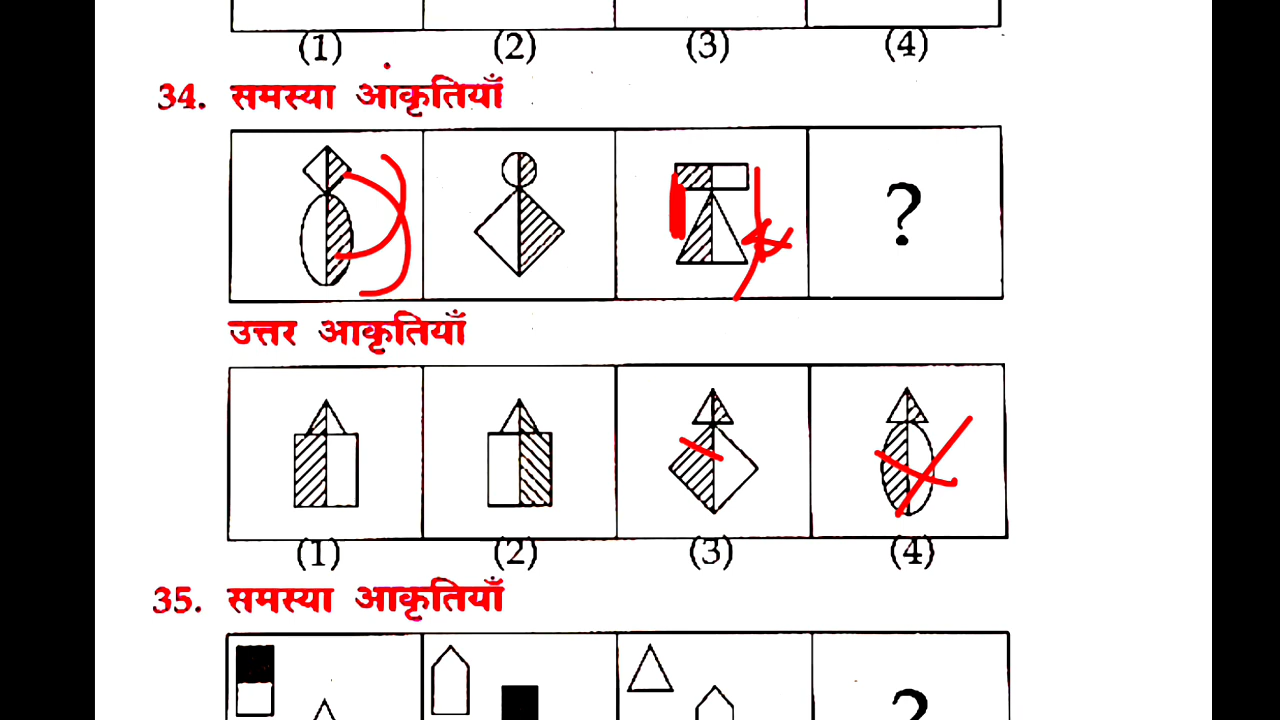 (1) (2) (3) (4)
34. समस्या आकृतियाँ
?
उत्तर आकृतियाँ
(1) (2) (3) (4)
35. समस्या आकृतियाँ
?